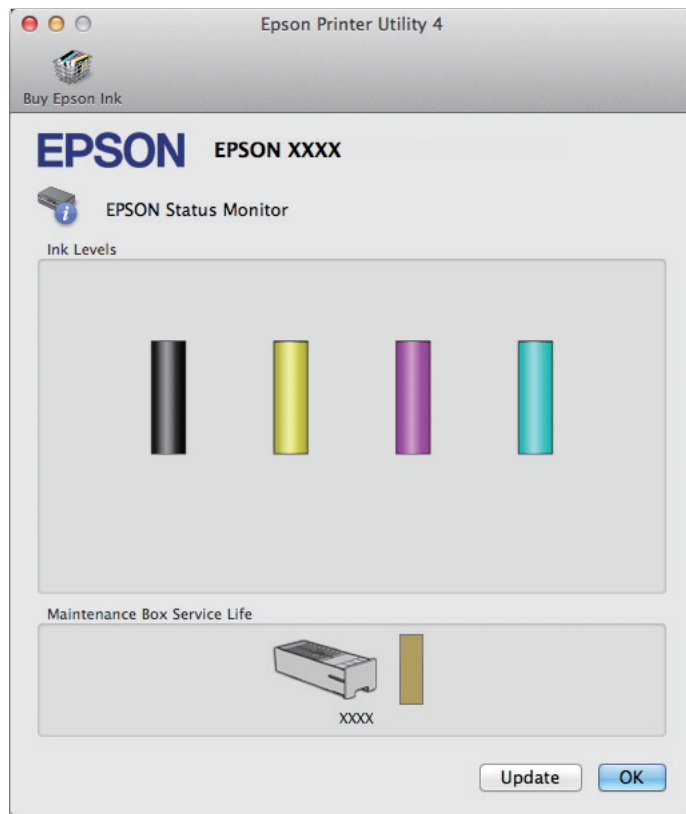 Epson Printer Utility 4
Buy Epson Ink
EPSON EPSON XXXX
EPSON Status Monitor
Ink Levels
Maintenance Box Service Life
XXXX
Update OK